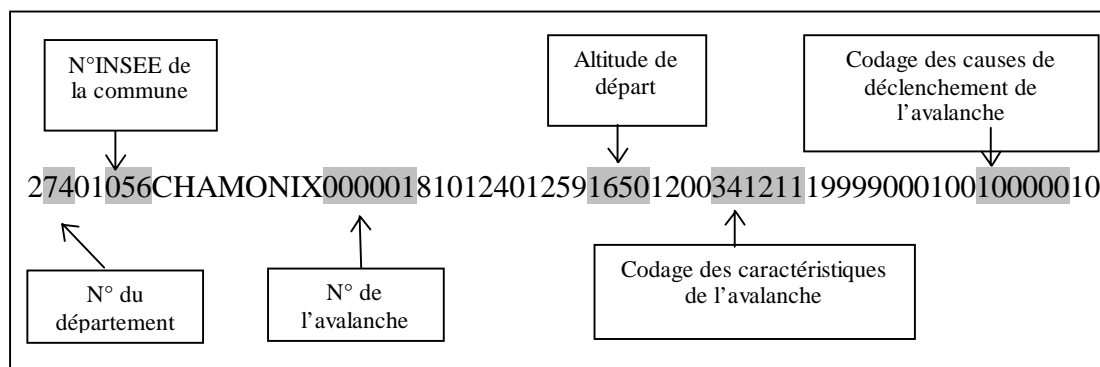 N°INSEE de
la commune
Altitude de
départ
Codage des causes de
déclenchement de
l’avalanche
27401056CHAMONIX00000181012401259165012003412111999900010010000010
N° du
département
N° de
l’avalanche
Codage des caractéristiques
de l’avalanche